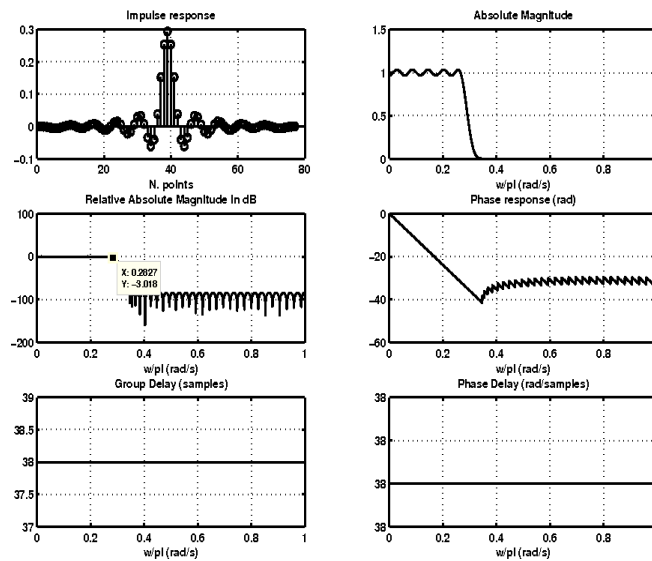 Impulse response
0.3
0.2
0.1
0
−0.1
0 20 40 60 80
N. points
Absolute Magnitude
1.5
1
0.5
0
0 0.2 0.4 0.6 0.8
w/pi (rad/s)
Relative Absolute Magnitude in dB
100
0
−100
−200
X: 0.2827
Y: −3.018
0 0.2 0.4 0.6 0.8 1
w/pi (rad/s)
Phase response (rad)
0
−20
−40
−60
0 0.2 0.4 0.6 0.8
w/pi (rad/s)
Group Delay (samples)
39
38.5
38
37.5
37
0 0.2 0.4 0.6 0.8 1
w/pi (rad/s)
Phase Delay (rad/samples)
38
38
38
38
0 0.2 0.4 0.6 0.8
w/pi (rad/s)